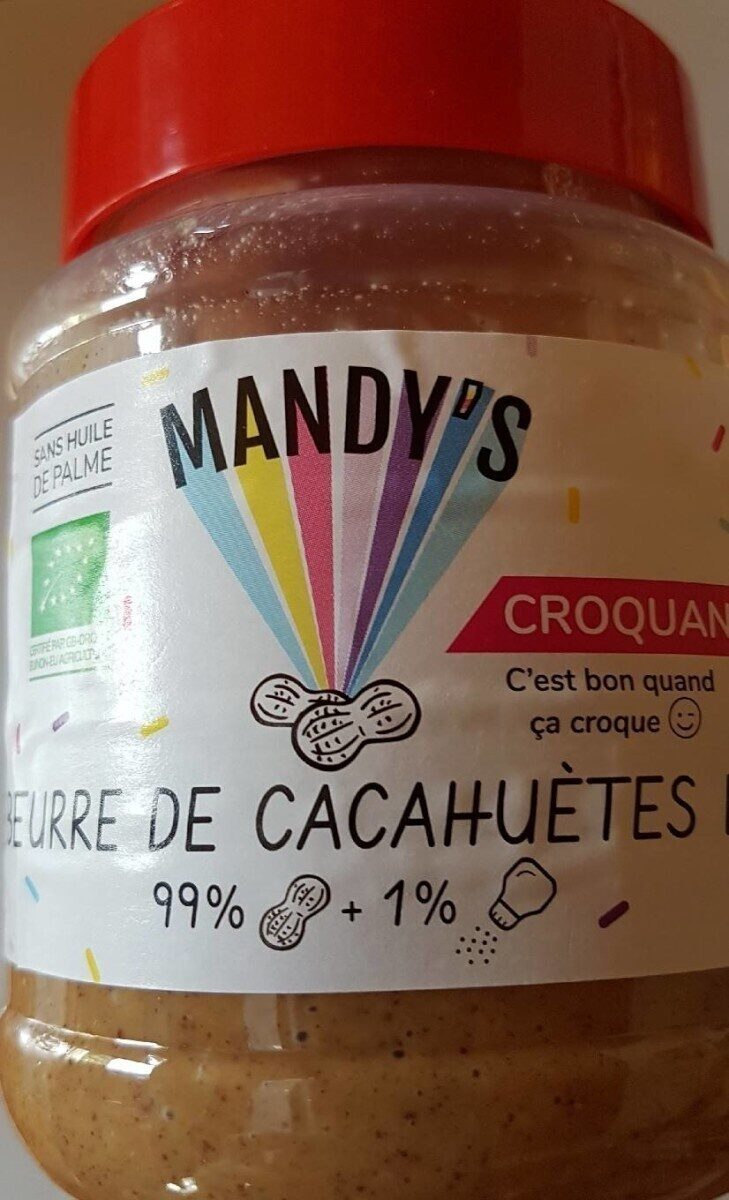 MANDY'S
SANS HUILE
DE PALME
CROQUAN
C'est bon quand
ça croque
BEURRE DE CACAHUÈTES
99% + 1%